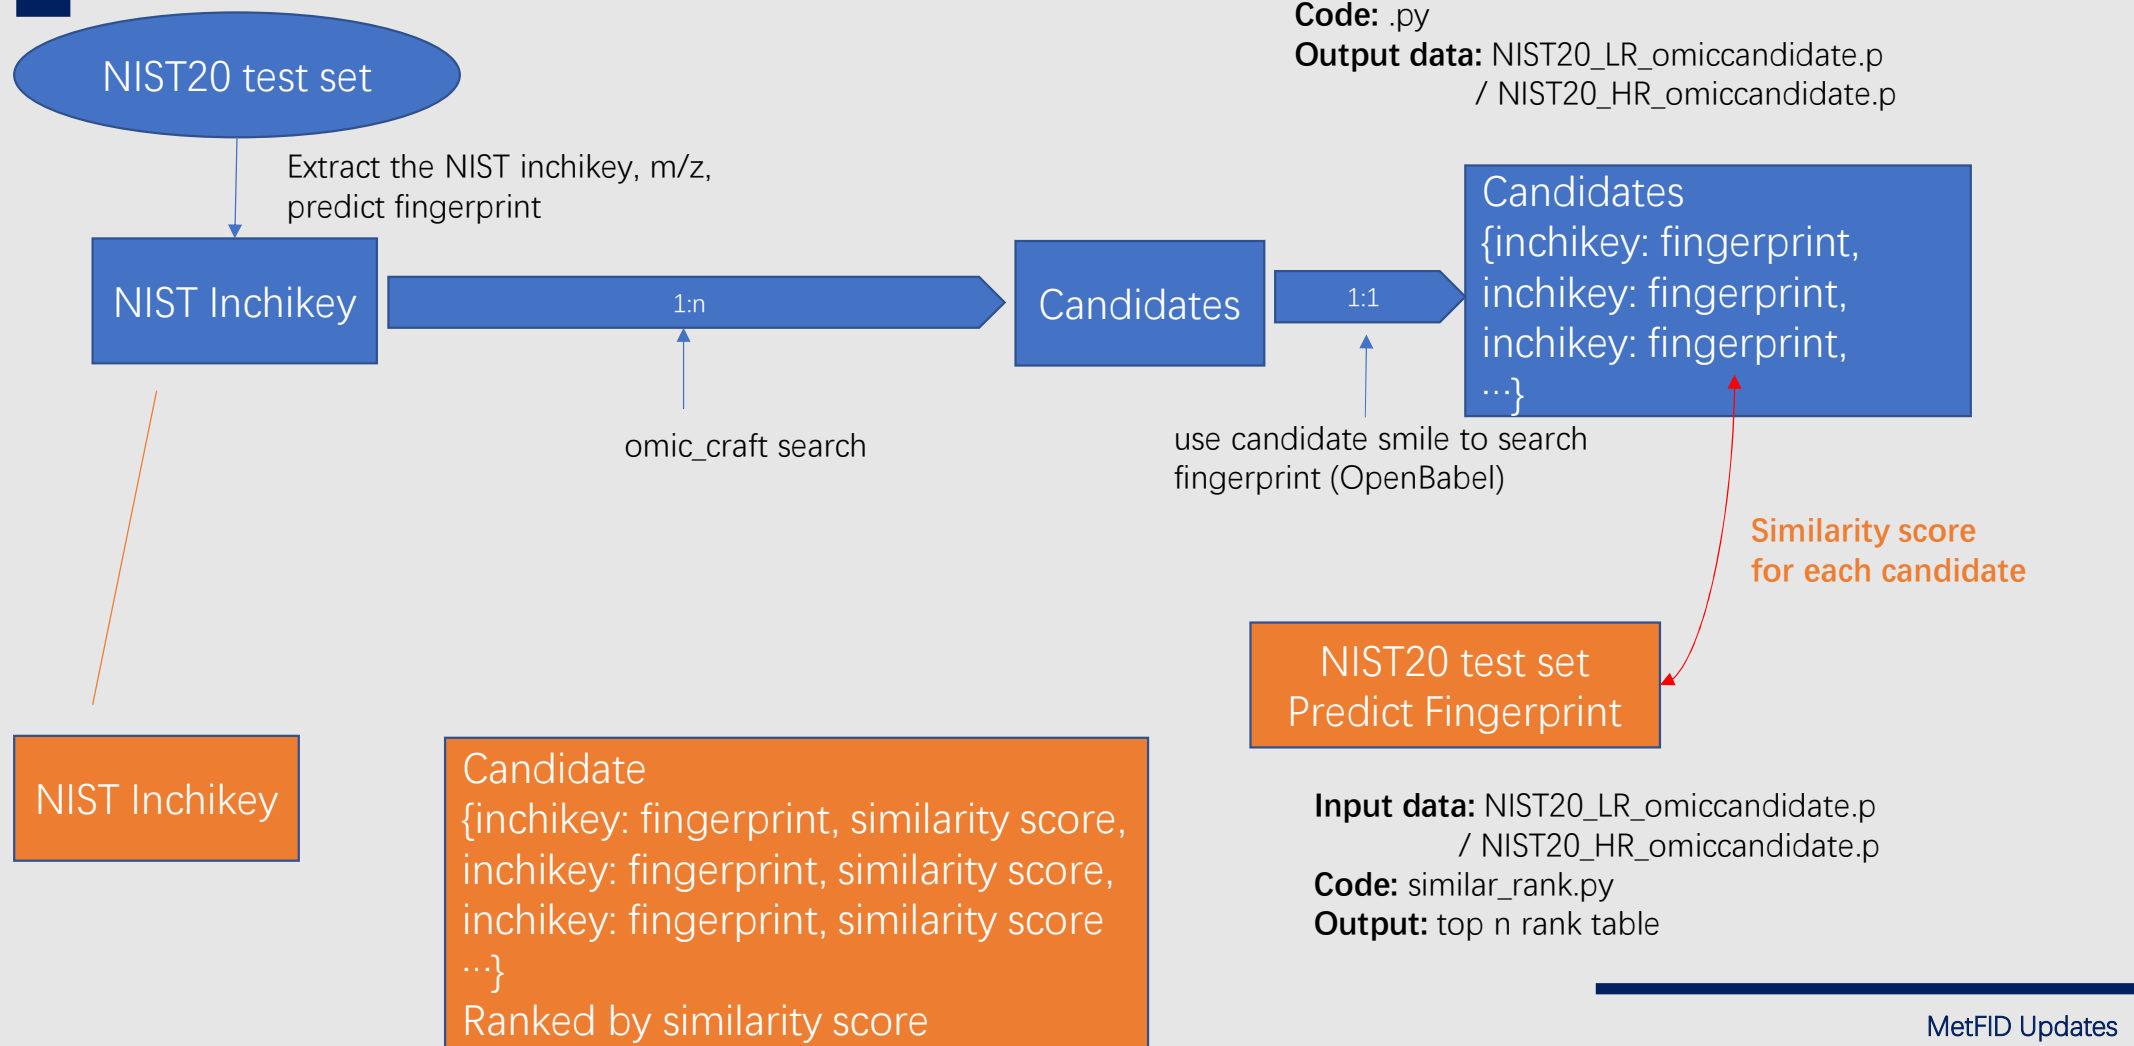 Code: .py
Output data: NIST20_LR_omiccandidate.p
/ NIST20_HR_omiccandidate.p
NIST20 test set
Extract the NIST inchikey, m/z,
predict fingerprint
NIST Inchikey
1:n
omic_craft search
Candidates
1:1
use candidate smile to search
fingerprint (OpenBabel)
Candidates
{inchikey: fingerprint,
inchikey: fingerprint,
inchikey: fingerprint,
…}
Similarity score
for each candidate
NIST20 test set
Predict Fingerprint
NIST Inchikey
Candidate
{inchikey: fingerprint, similarity score,
inchikey: fingerprint, similarity score,
inchikey: fingerprint, similarity score
…}
Ranked by similarity score
Input data: NIST20_LR_omiccandidate.p
/ NIST20_HR_omiccandidate.p
Code: similar_rank.py
Output: top n rank table
MetFID Updates